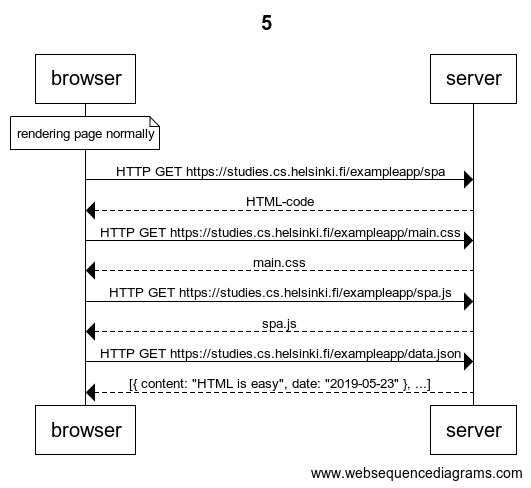 5
browser server
rendering page normally
HTTP GET https://studies.cs.helsinki.fi/exampleapp/spa
HTML-code
HTTP GET https://studies.cs.helsinki.fi/exampleapp/main.css
main.css
HTTP GET https://studies.cs.helsinki.fi/exampleapp/spa.js
spa.js
HTTP GET https://studies.cs.helsinki.fi/exampleapp/data.json
[{ content: "HTML is easy", date: "2019-05-23" }, ...]
browser server
www.websequencediagrams.com